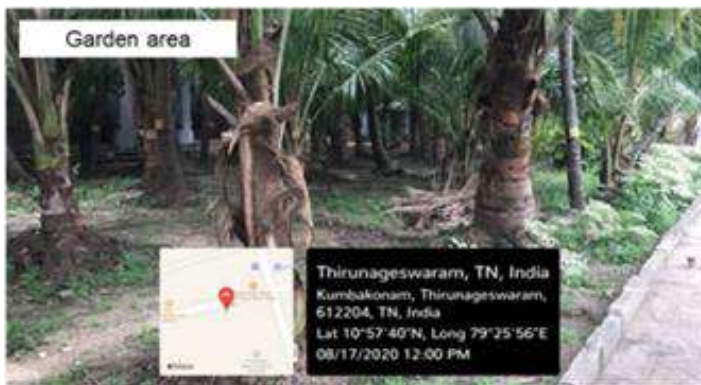 Garden area
Thirunageswaram, TN, India
Kumbakonam, Thirunageswaram,
612204, TN, India
Lat 10°57'40"N, Long 79°25'56"E
08/17/2020 12:00 PM